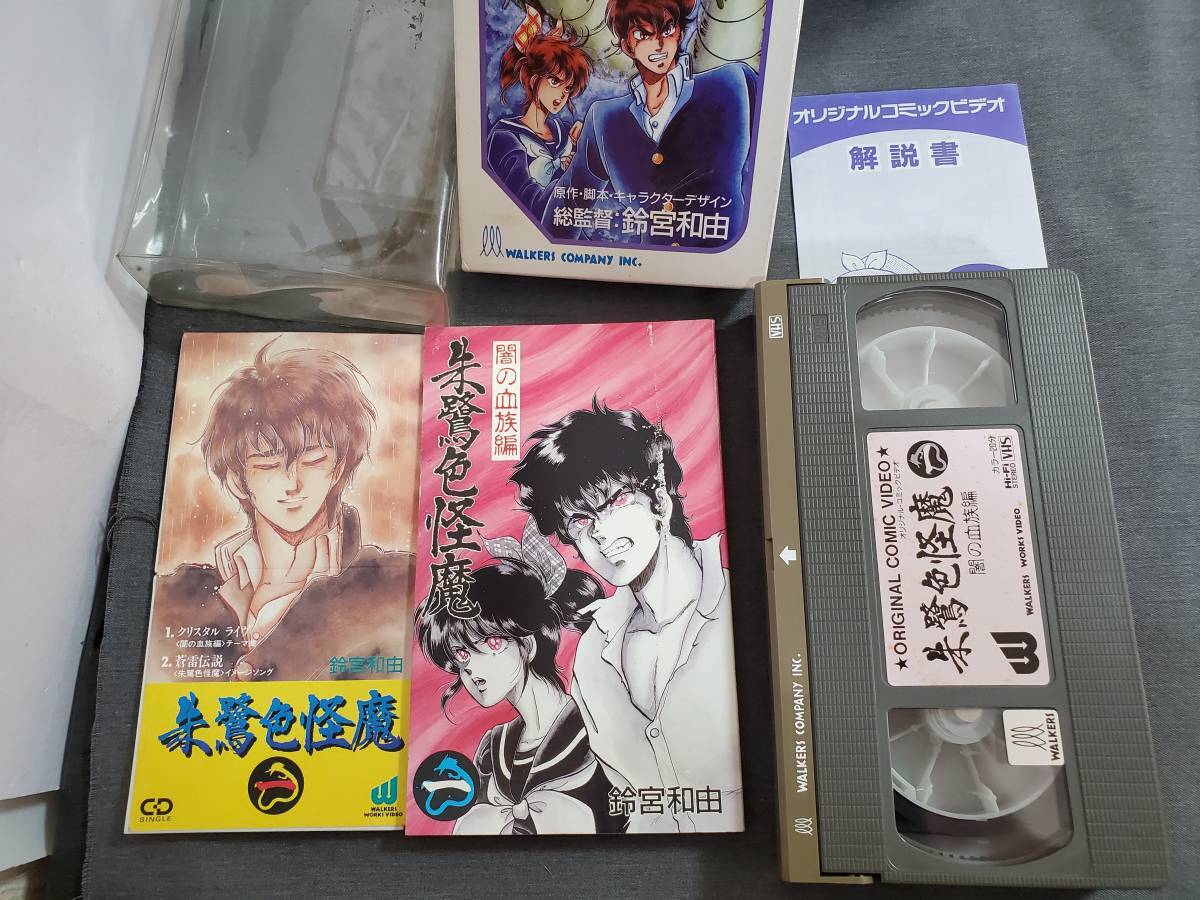 原作・脚本・キャラクターデザイン
総監督:鈴宮和由
WALKERS COMPANY INC.
オリジナルコミックビデオ
解説書
1. クリスタル ライヴ
〈闇の血族編〉テーマ曲
2. 蒼雷伝説
〈朱鷺色怪魔〉イメージソング
鈴宮和由
朱鷺色怪魔
一
CD
SINGLE
WALKERS
WORKS VIDEO
闇の血族編
朱鷺色怪魔
一
鈴宮和由
VHS
WALKERS COMPANY INC.
★ORIGINAL COMIC VIDEO★
オリジナル・コミックビデオ
朱鷺色怪魔 一
闇の血族編
カラー20分
Hi-Fi VHS
STEREO
WALKERS WORKS VIDEO
WALKERS